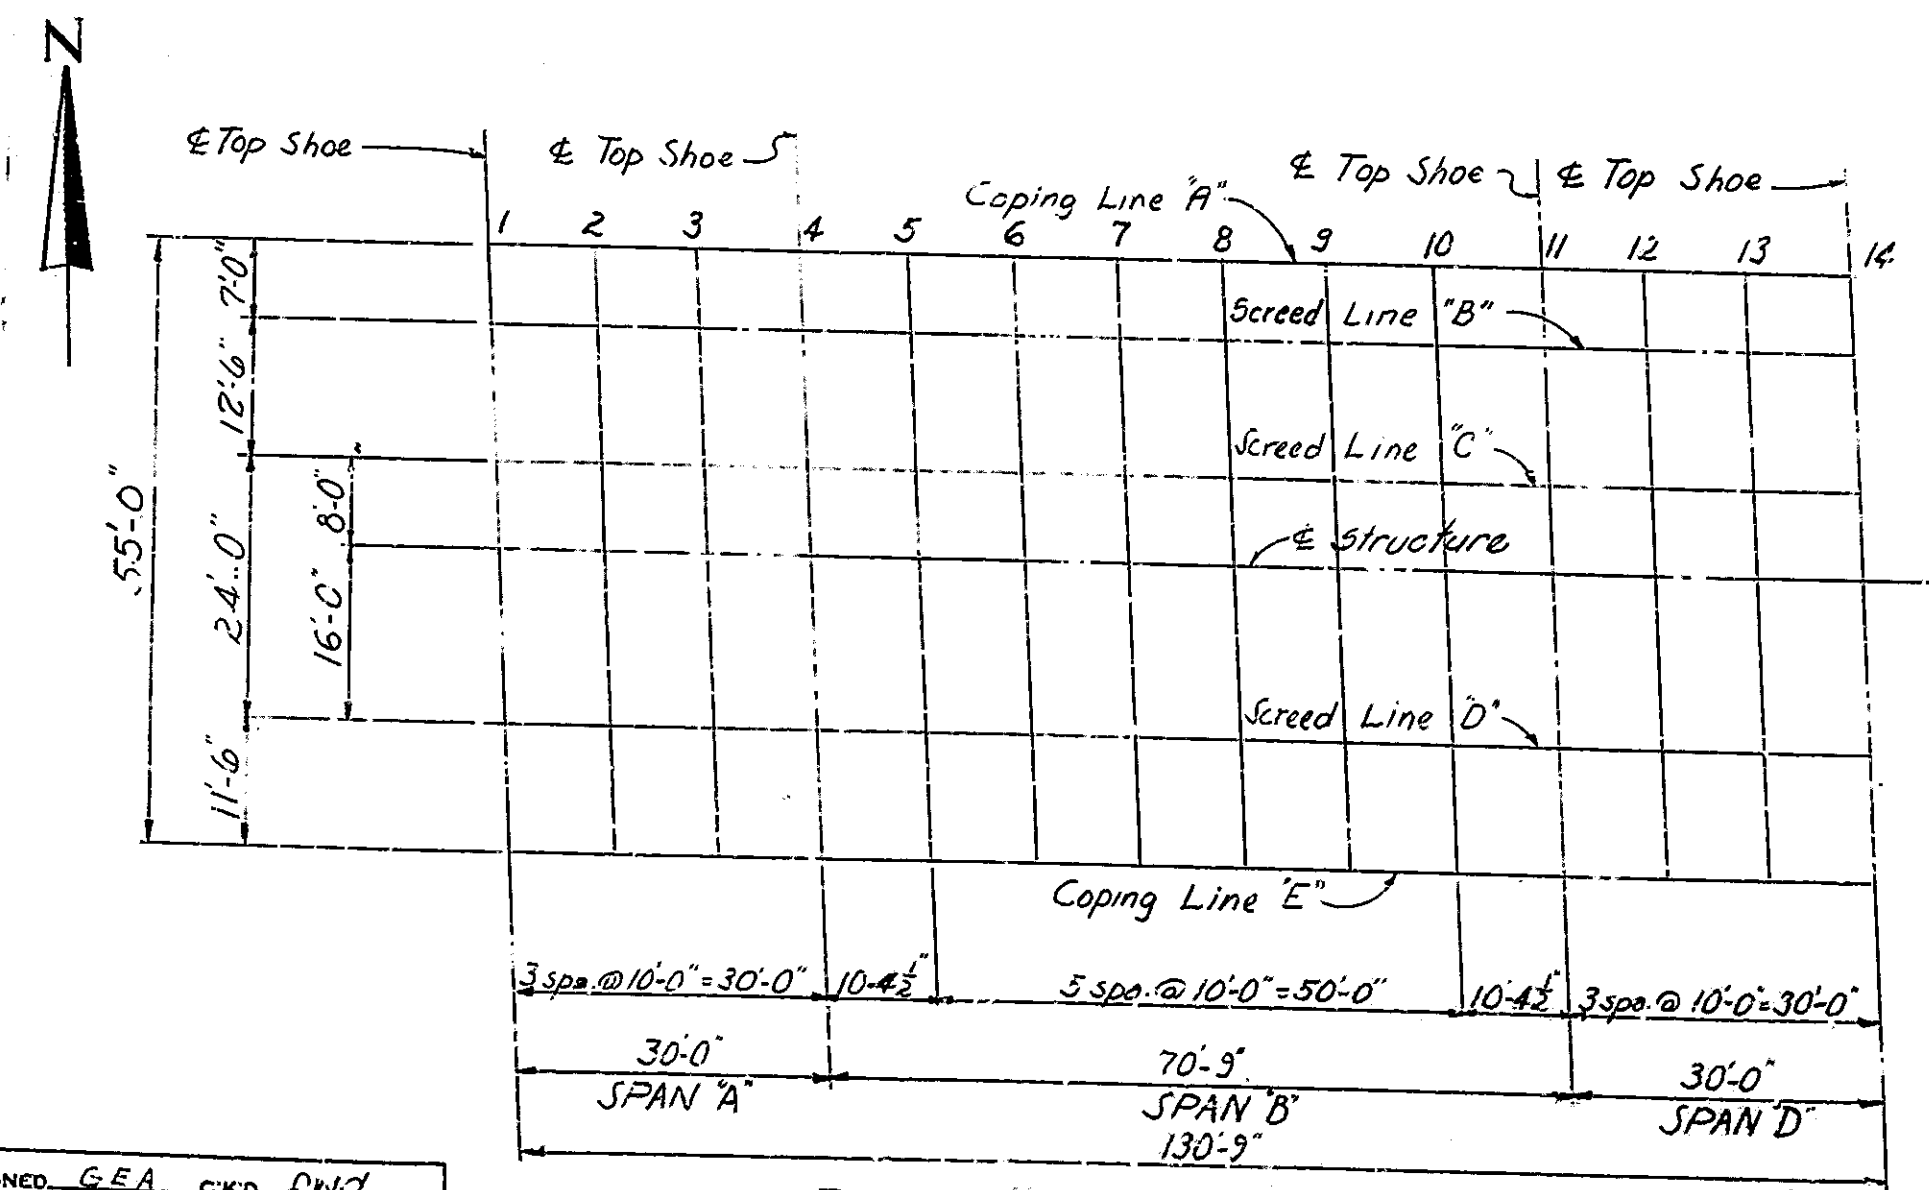 N
℄ Top Shoe
℄ Top Shoe
℄ Top Shoe
℄ Top Shoe
Coping Line "A"
1 2 3 4 5 6 7 8 9 10 11 12 13 14
7'-0"
Screed Line "B"
12'-6"
Screed Line "C"
55'-0"
24'-0"
8'-0"
℄ Structure
16'-0"
Screed Line "D"
11'-6"
Coping Line "E"
3 spa. @ 10'-0" = 30'-0"
10-4½"
5 spa. @ 10'-0" = 50'-0"
10'-4½"
3 spa. @ 10'-0" = 30'-0"
30'-0"
70'-9"
30'-0"
SPAN "A"
SPAN "B"
SPAN "D"
130'-9"
GEA CK'D